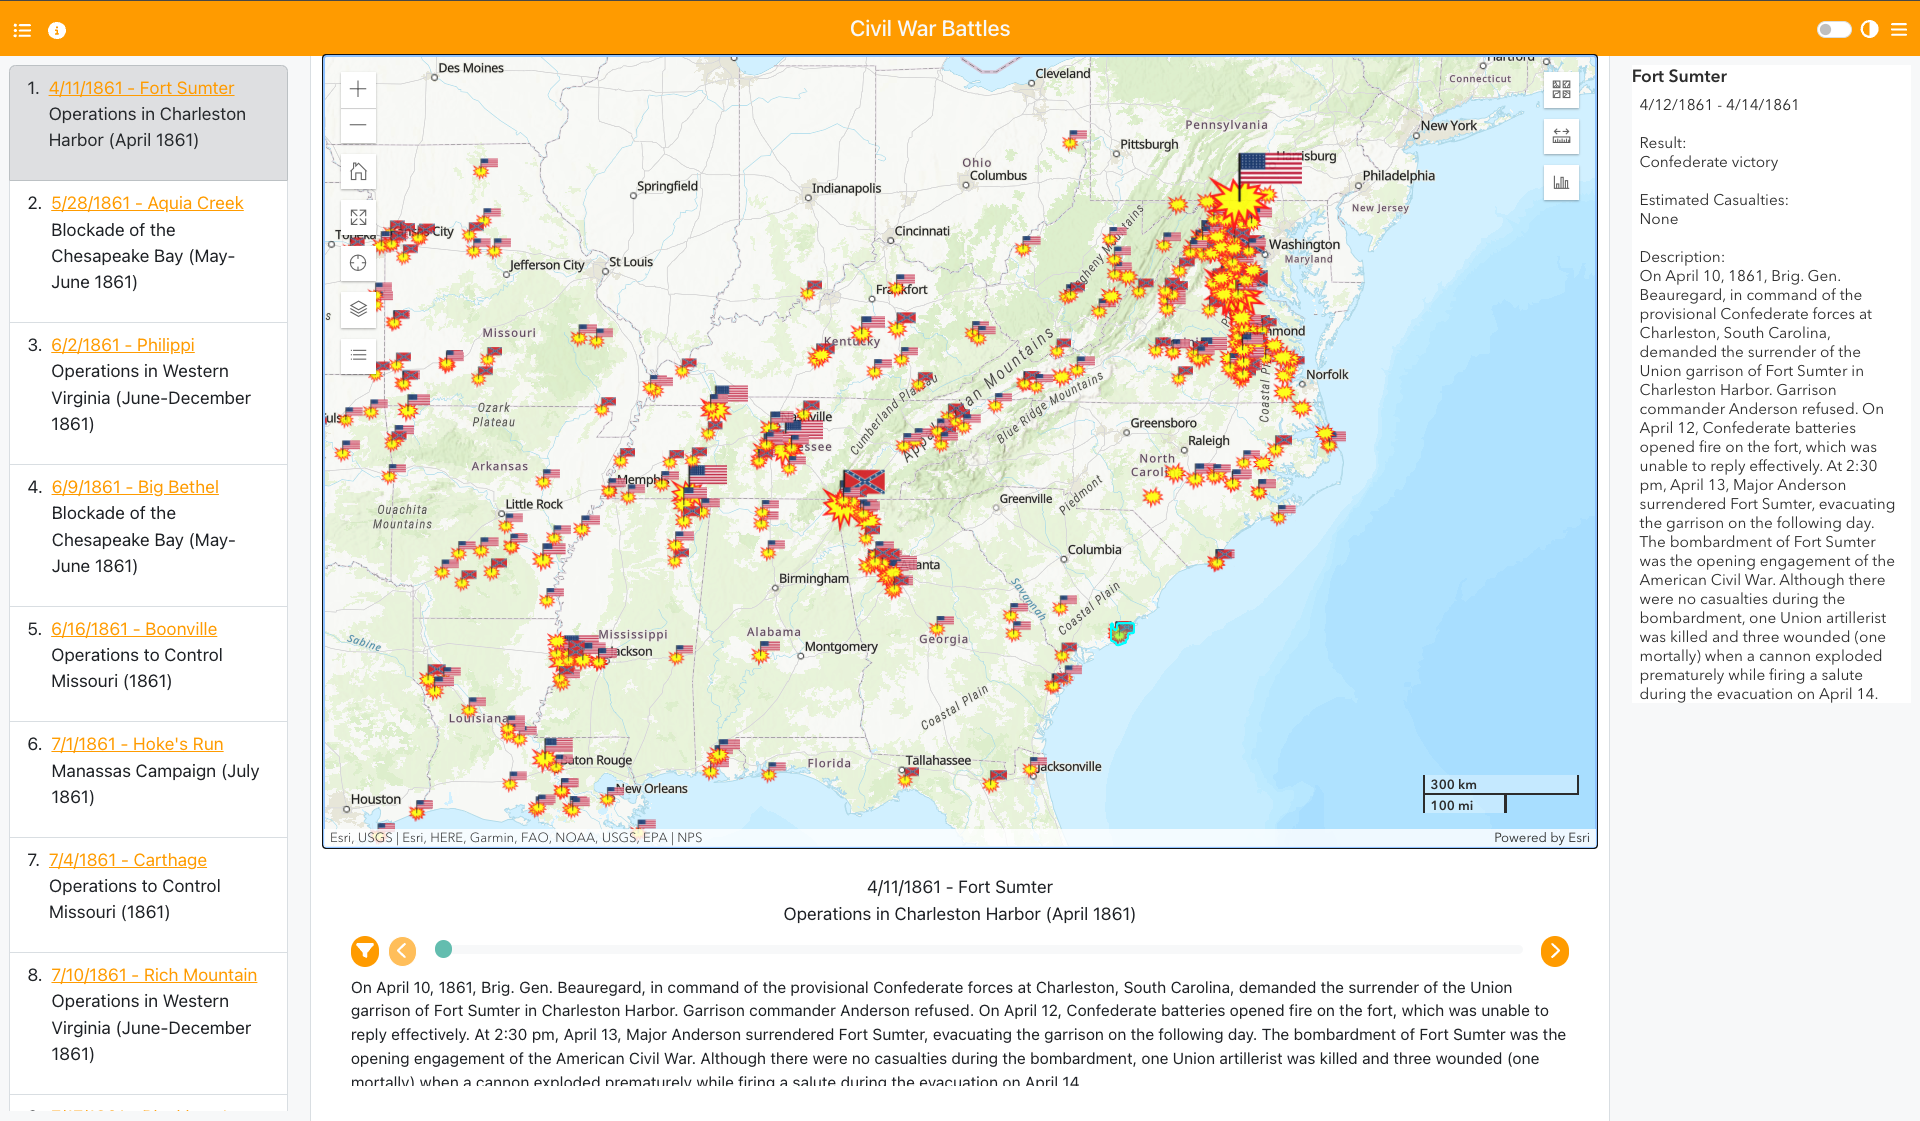 Civil War Battles
1. 4/11/1861 - Fort Sumter
Operations in Charleston
Harbor (April 1861)
2. 5/28/1861 - Aquia Creek
Blockade of the
Chesapeake Bay (May-
June 1861)
3. 6/2/1861 - Philippi
Operations in Western
Virginia (June-December
1861)
4. 6/9/1861 - Big Bethel
Blockade of the
Chesapeake Bay (May-
June 1861)
5. 6/16/1861 - Boonville
Operations to Control
Missouri (1861)
6. 7/1/1861 - Hoke's Run
Manassas Campaign (July
1861)
7. 7/4/1861 - Carthage
Operations to Control
Missouri (1861)
8. 7/10/1861 - Rich Mountain
Operations in Western
Virginia (June-December
1861)
Des Moines
Cleveland
Connecticut
New York
Pennsylvania
Pittsburgh
Ohio
Columbus
Philadelphia
New Jersey
Springfield
Indianapolis
Cincinnati
Washington
Maryland
Jefferson City
St Louis
Frankfort
Missouri
Kentucky
Appalachian Mountains
Cumberland Plateau
Blue Ridge Mountains
Norfolk
Coastal Plain
Ozark
Plateau
Greensboro
Raleigh
North
Arkansas
Little Rock
Greenville
Piedmont
Ouachita
Mountains
Columbia
Birmingham
Savannah
Coastal Plain
Sabine
Mississippi
Alabama
Georgia
Montgomery
Louisiana
Coastal Plain
Florida
Tallahassee
Jacksonville
New Orleans
Houston
300 km
100 mi
Esri, USGS | Esri, HERE, Garmin, FAO, NOAA, USGS, EPA | NPS
Powered by Esri
4/11/1861 - Fort Sumter
Operations in Charleston Harbor (April 1861)
On April 10, 1861, Brig. Gen. Beauregard, in command of the provisional Confederate forces at Charleston, South Carolina, demanded the surrender of the Union
garrison of Fort Sumter in Charleston Harbor. Garrison commander Anderson refused. On April 12, Confederate batteries opened fire on the fort, which was unable to
reply effectively. At 2:30 pm, April 13, Major Anderson surrendered Fort Sumter, evacuating the garrison on the following day. The bombardment of Fort Sumter was the
opening engagement of the American Civil War. Although there were no casualties during the bombardment, one Union artillerist was killed and three wounded (one
mortally) when a cannon exploded prematurely while firing a salute during the evacuation on April 14.
Fort Sumter
4/12/1861 - 4/14/1861
Result:
Confederate victory
Estimated Casualties:
None
Description:
On April 10, 1861, Brig. Gen.
Beauregard, in command of the
provisional Confederate forces at
Charleston, South Carolina,
demanded the surrender of the
Union garrison of Fort Sumter in
Charleston Harbor. Garrison
commander Anderson refused. On
April 12, Confederate batteries
opened fire on the fort, which was
unable to reply effectively. At 2:30
pm, April 13, Major Anderson
surrendered Fort Sumter, evacuating
the garrison on the following day.
The bombardment of Fort Sumter
was the opening engagement of the
American Civil War. Although there
were no casualties during the
bombardment, one Union artillerist
was killed and three wounded (one
mortally) when a cannon exploded
prematurely while firing a salute
during the evacuation on April 14.